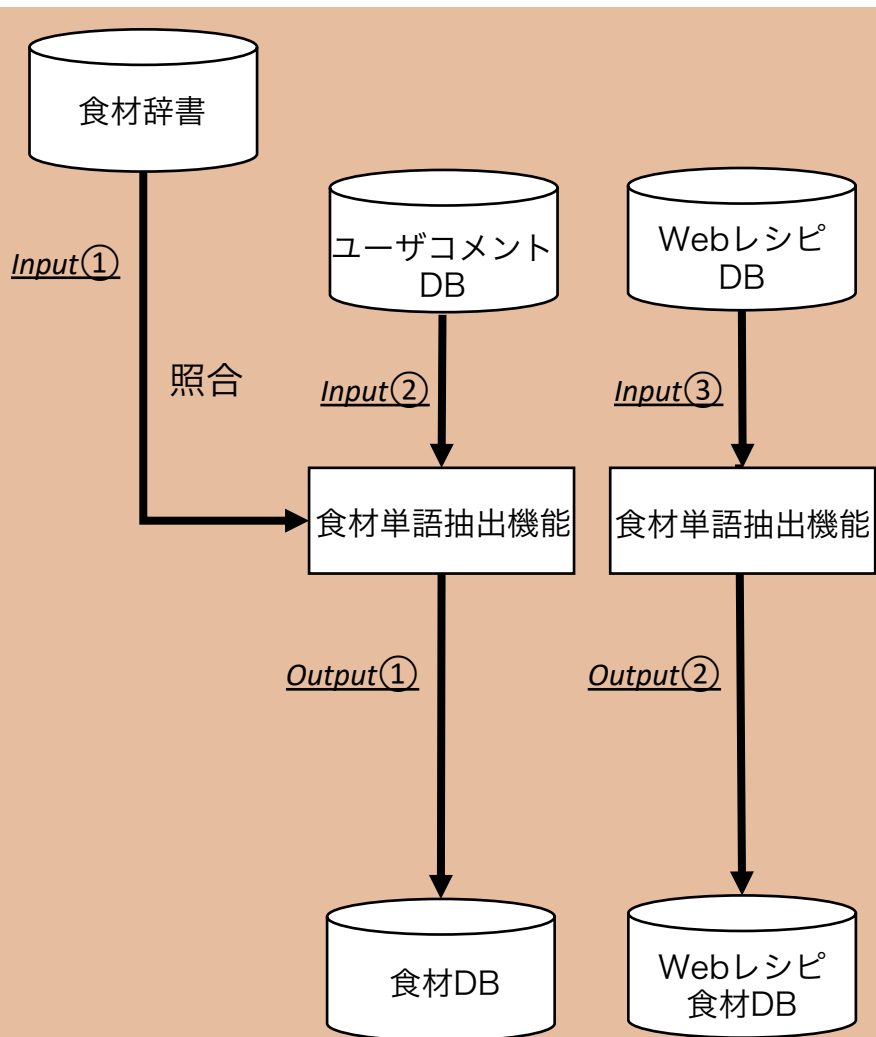 食材辞書
Input①
ユーザコメント
DB
Webレシピ
DB
照合
Input②
Input③
食材単語抽出機能
食材単語抽出機能
Output①
Output②
食材DB
Webレシピ
食材DB